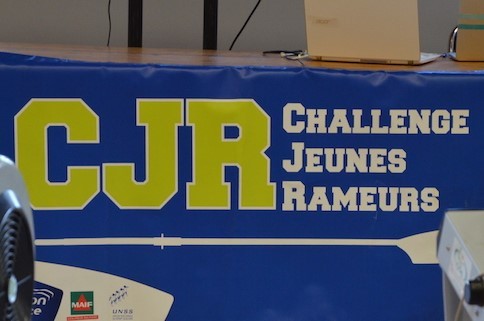 CJR
CHALLENGE
JEUNES
RAMEURS
MAIF
UNSS